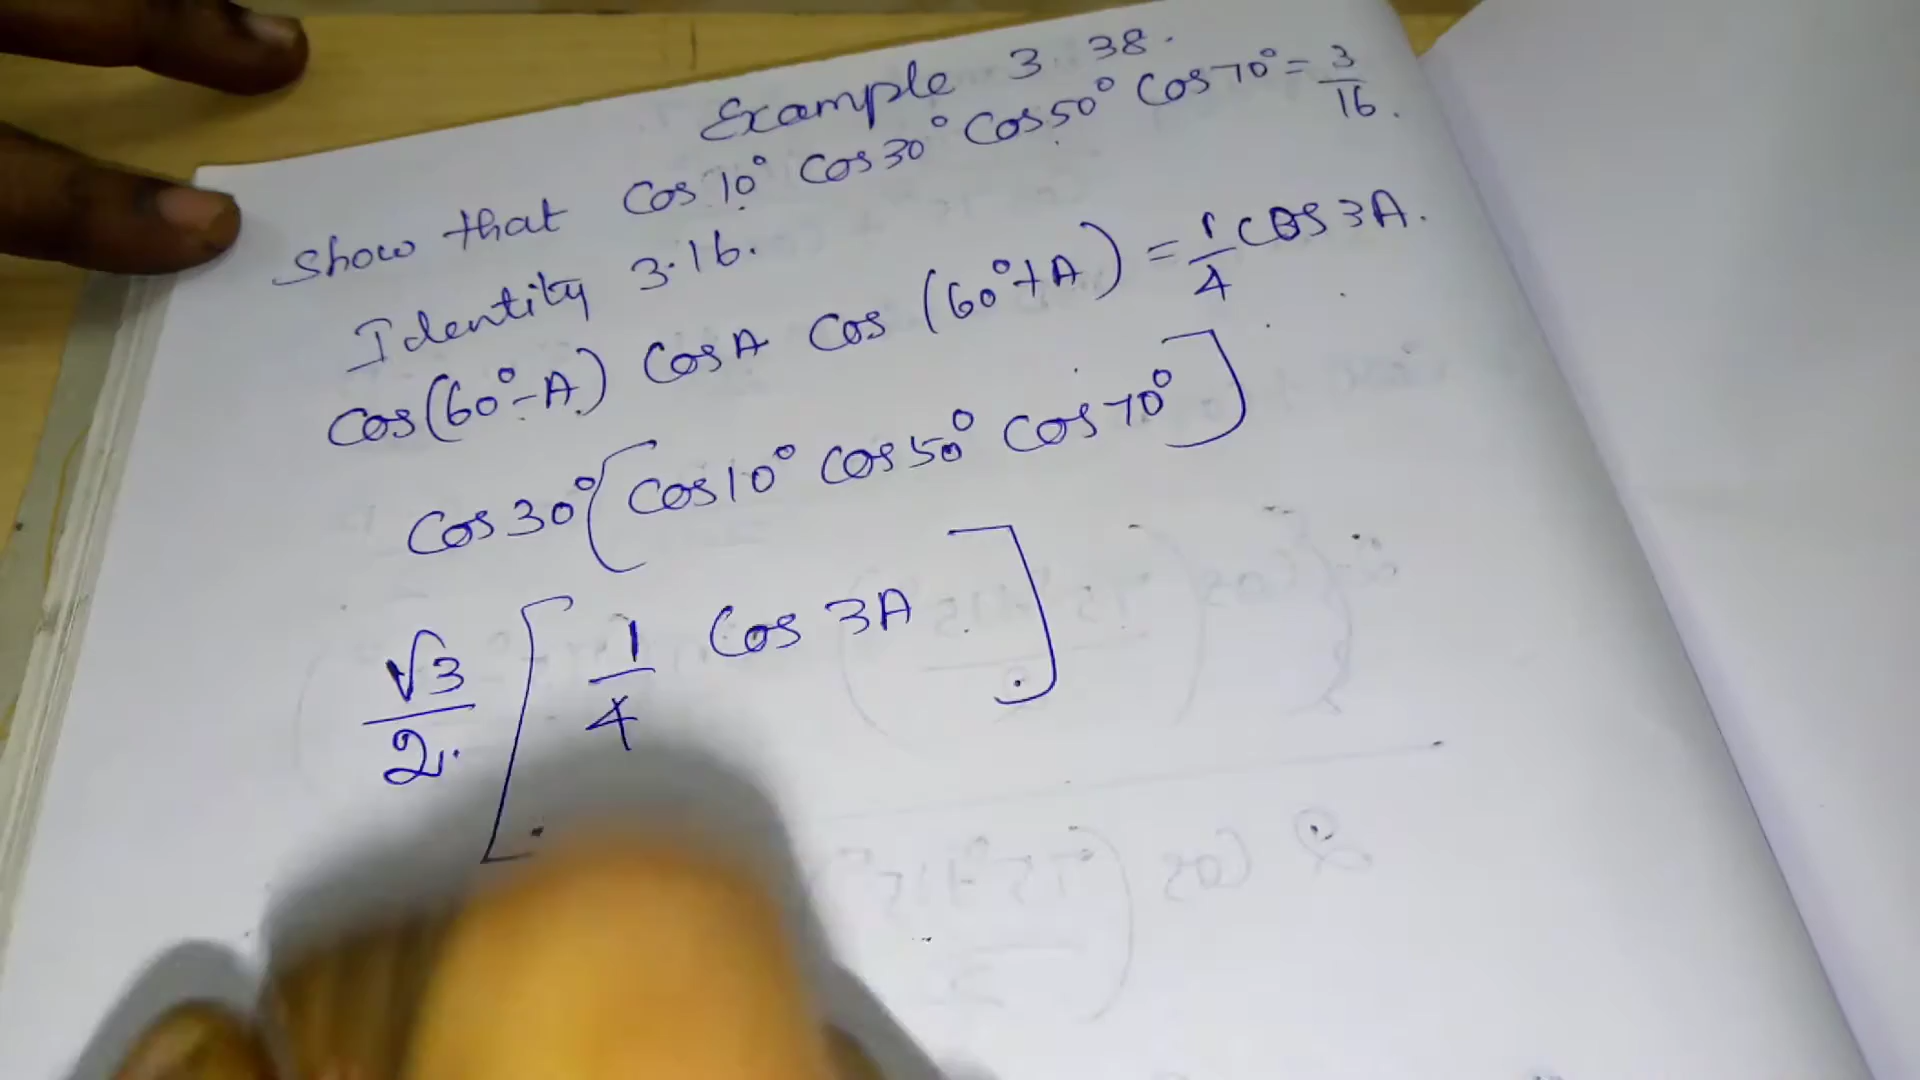 Example 3.38.
Show that Cos 10° Cos 30° Cos 50° Cos 70° = 3/16.
Identity 3.16.
Cos(60°-A) Cos A Cos (60°+A) = 1/4 cos 3A.
Cos 30° [Cos 10° Cos 50° Cos 70°]
√3/2 [1/4 Cos 3A]